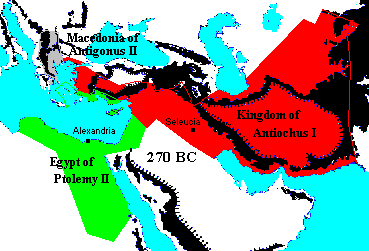 Macedonia of
Antigonus II
Alexandria
Seleucia
Kingdom of
Antiochus I
Egypt of
Ptolemy II
270 BC